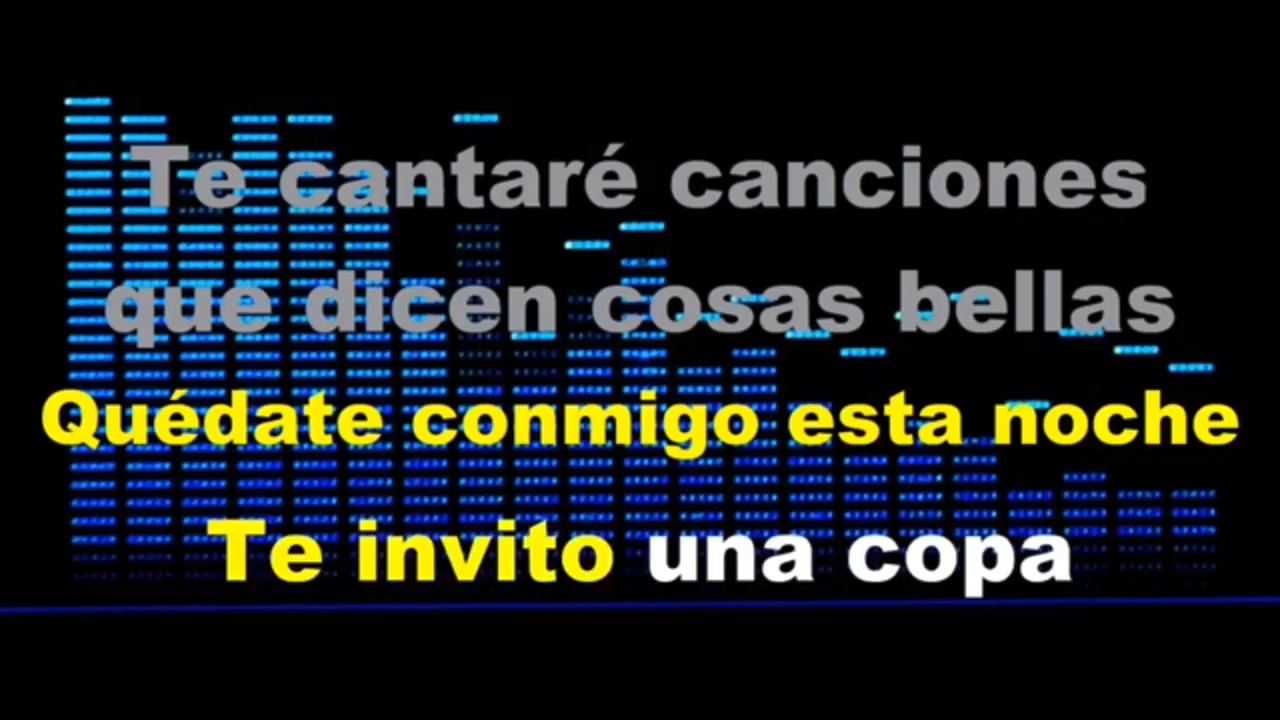 Te cantaré canciones
que dicen cosas bellas
Quédate conmigo esta noche
Te invito una copa